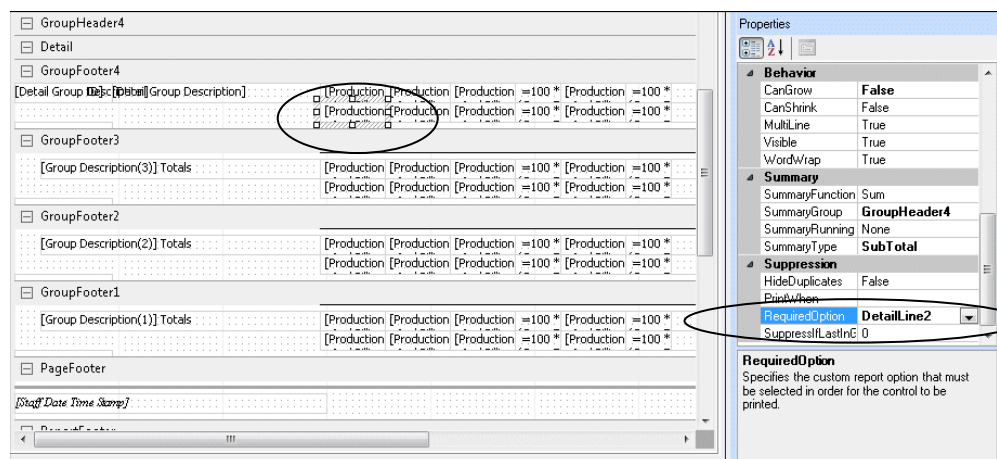 GroupHeader4
Detail
GroupFooter4
[Detail Group Description]
[Production [Production [Production =100 * [Production =100 *
[Production [Production [Production =100 * [Production =100 *
GroupFooter3
[Group Description(3)] Totals [Production [Production [Production =100 * [Production =100 *
[Production [Production [Production =100 * [Production =100 *
GroupFooter2
[Group Description(2)] Totals [Production [Production [Production =100 * [Production =100 *
[Production [Production [Production =100 * [Production =100 *
GroupFooter1
[Group Description(1)] Totals [Production [Production [Production =100 * [Production =100 *
[Production [Production [Production =100 * [Production =100 *
PageFooter
[Staff Date Time Stamp]
ReportFooter
Properties
Behavior
CanGrow False
CanShrink False
MultiLine True
Visible True
WordWrap True
Summary
SummaryFunction Sum
SummaryGroup GroupHeader4
SummaryRunning None
SummaryType SubTotal
Suppression
HideDuplicates False
PrintWhen
RequiredOption DetailLine2
SuppressIfLastInG 0
RequiredOption
Specifies the custom report option that must
be selected in order for the control to be
printed.